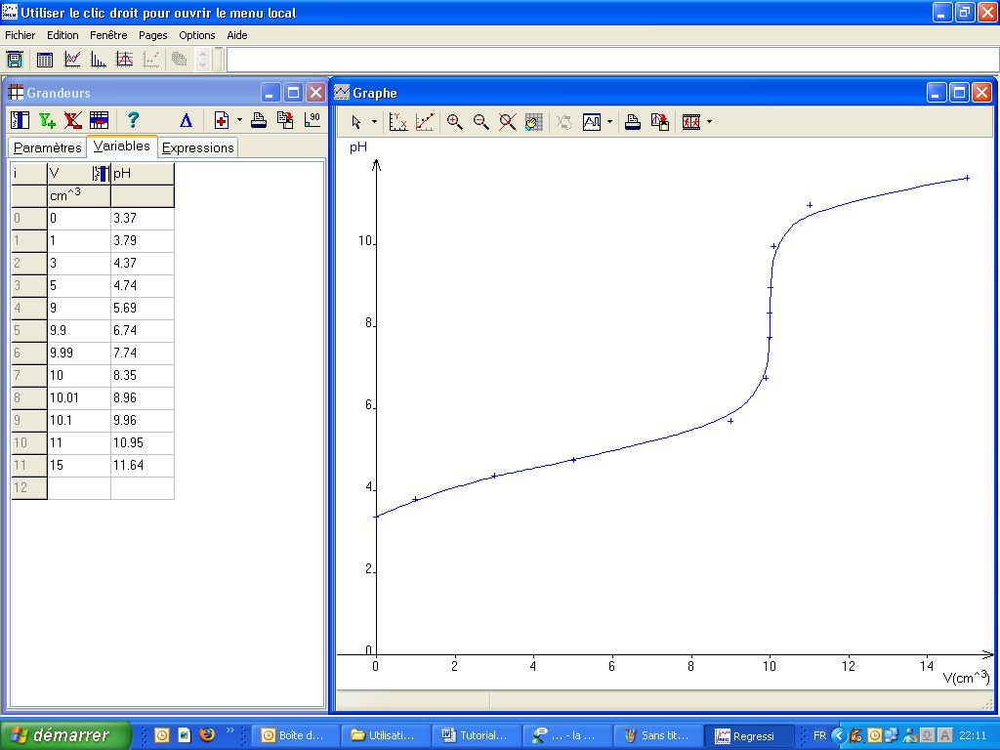 Utiliser le clic droit pour ouvrir le menu local
Fichier Edition Fenêtre Pages Options Aide
Grandeurs
Paramètres Variables Expressions
i V pH
cm^3
0 0 3.37
1 1 3.79
2 3 4.37
3 5 4.74
4 9 5.69
5 9.9 6.74
6 9.99 7.74
7 10 8.35
8 10.01 8.96
9 10.1 9.96
10 11 10.95
11 15 11.64
12
Graphe
pH
10
8
6
4
2
0
0 2 4 6 8 10 12 14
V(cm^3)
démarrer
Boîte d... Utilisati... Tutorial... ... - la ... Sans tit... Regressi FR 22:11